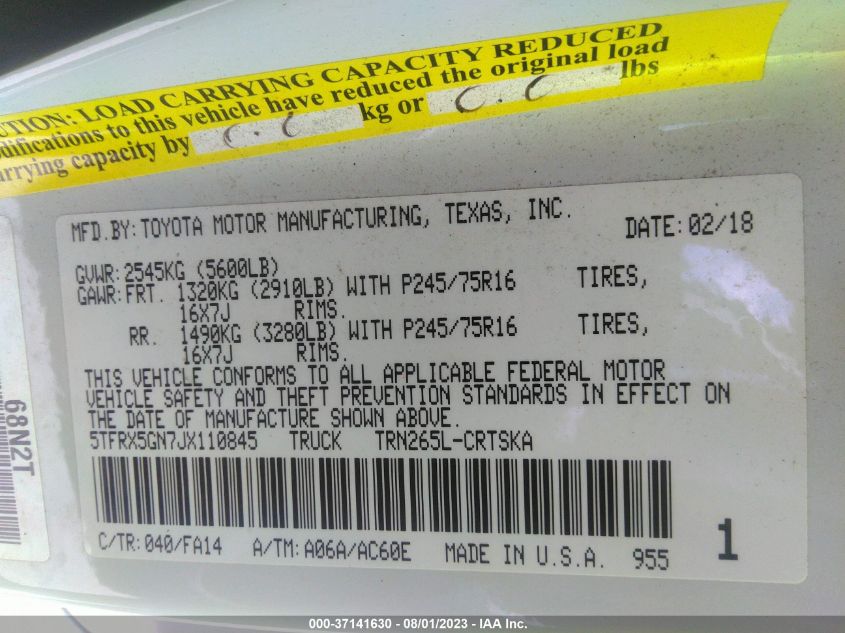 CAUTION: LOAD CARRYING CAPACITY REDUCED
modifications to this vehicle have reduced the original load
carrying capacity by kg or lbs
MFD.BY:TOYOTA MOTOR MANUFACTURING, TEXAS, INC. DATE:02/18
GVWR:2545KG (5600LB)
GAWR:FRT. 1320KG (2910LB) WITH P245/75R16 TIRES,
16X7J RIMS.
RR. 1490KG (3280LB) WITH P245/75R16 TIRES,
16X7J RIMS.
THIS VEHICLE CONFORMS TO ALL APPLICABLE FEDERAL MOTOR
VEHICLE SAFETY AND THEFT PREVENTION STANDARDS IN EFFECT ON
THE DATE OF MANUFACTURE SHOWN ABOVE.
5TFRX5GN7JX110845 TRUCK TRN265L-CRTSKA
C/TR:040/FA14 A/TM:A06A/AC60E MADE IN U.S.A. 955 1
68N2T
000-37141630 - 08/01/2023 - IAA Inc.